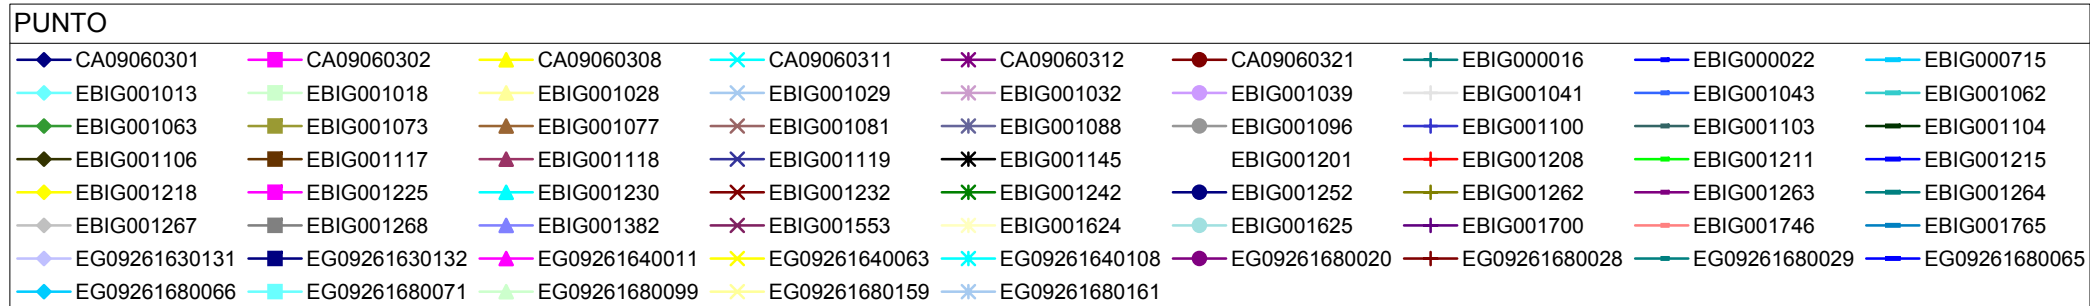 PUNTO
CA09060301 CA09060302 CA09060308 CA09060311 CA09060312 CA09060321 EBIG000016 EBIG000022 EBIG000715
EBIG001013 EBIG001018 EBIG001028 EBIG001029 EBIG001032 EBIG001039 EBIG001041 EBIG001043 EBIG001062
EBIG001063 EBIG001073 EBIG001077 EBIG001081 EBIG001088 EBIG001096 EBIG001100 EBIG001103 EBIG001104
EBIG001106 EBIG001117 EBIG001118 EBIG001119 EBIG001145 EBIG001201 EBIG001208 EBIG001211 EBIG001215
EBIG001218 EBIG001225 EBIG001230 EBIG001232 EBIG001242 EBIG001252 EBIG001262 EBIG001263 EBIG001264
EBIG001267 EBIG001268 EBIG001382 EBIG001553 EBIG001624 EBIG001625 EBIG001700 EBIG001746 EBIG001765
EG09261630131 EG09261630132 EG09261640011 EG09261640063 EG09261640108 EG09261680020 EG09261680028 EG09261680029 EG09261680065
EG09261680066 EG09261680071 EG09261680099 EG09261680159 EG09261680161